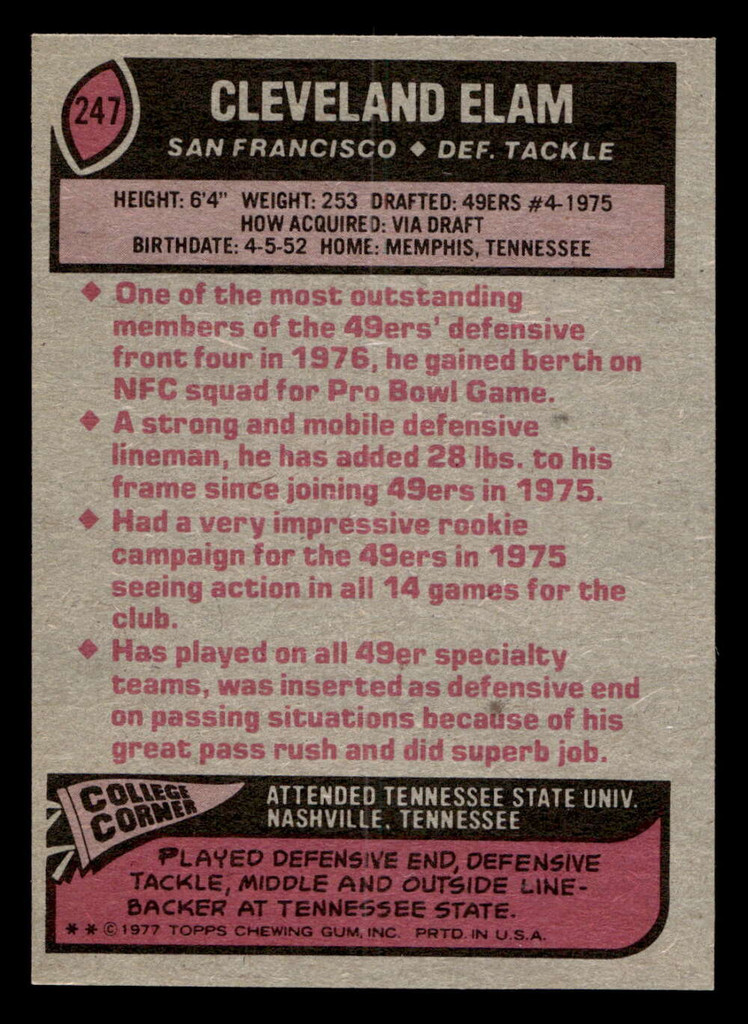 247
CLEVELAND ELAM
SAN FRANCISCO ◆ DEF. TACKLE
HEIGHT: 6'4" WEIGHT: 253 DRAFTED: 49ERS #4-1975
HOW ACQUIRED: VIA DRAFT
BIRTHDATE: 4-5-52 HOME: MEMPHIS, TENNESSEE
◆ One of the most outstanding
members of the 49ers' defensive
front four in 1976, he gained berth on
NFC squad for Pro Bowl Game.
◆ A strong and mobile defensive
lineman, he has added 28 lbs. to his
frame since joining 49ers in 1975.
◆ Had a very impressive rookie
campaign for the 49ers in 1975
seeing action in all 14 games for the
club.
◆ Has played on all 49er specialty
teams, was inserted as defensive end
on passing situations because of his
great pass rush and did superb job.
COLLEGE
CORNER
ATTENDED TENNESSEE STATE UNIV.
NASHVILLE, TENNESSEE
PLAYED DEFENSIVE END, DEFENSIVE
TACKLE, MIDDLE AND OUTSIDE LINE-
BACKER AT TENNESSEE STATE.
* * © 1977 TOPPS CHEWING GUM, INC. PRTD. IN U.S.A.